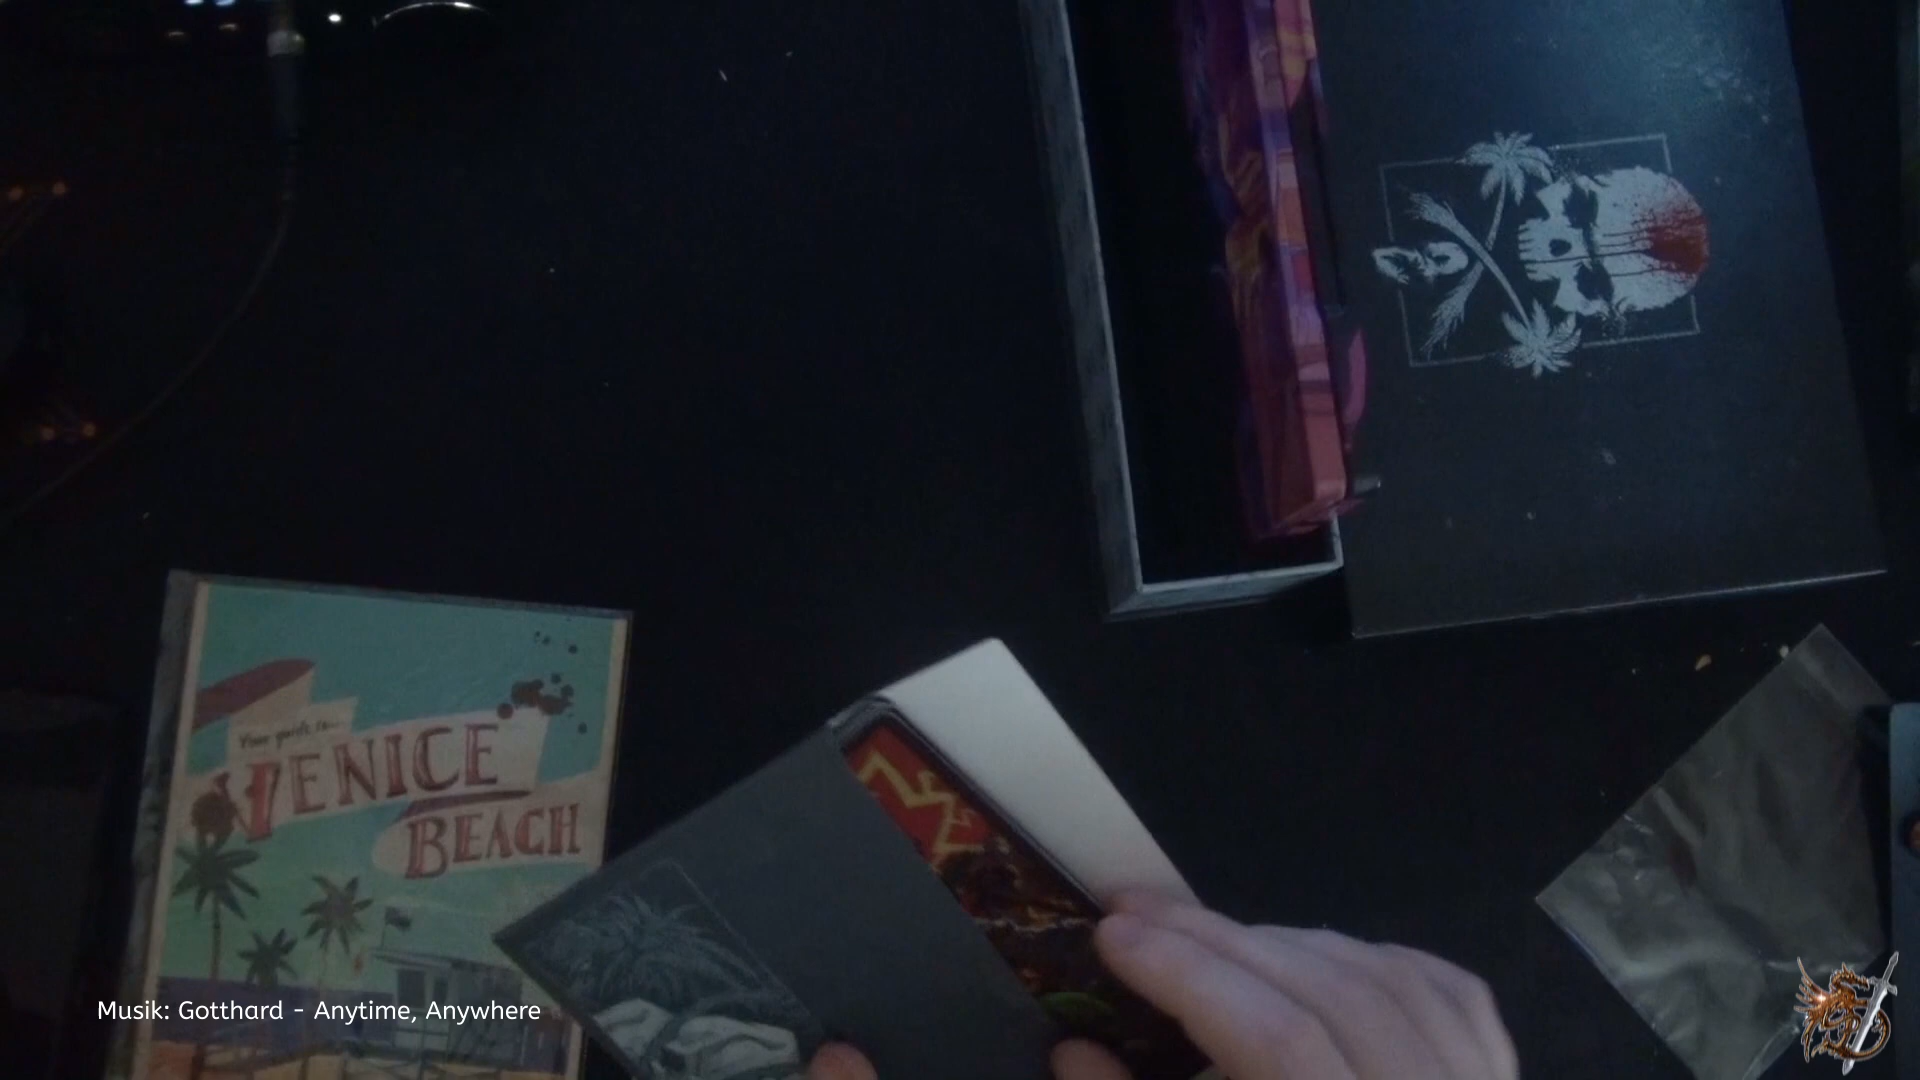 Your guide to...
VENICE
BEACH
Musik: Gotthard - Anytime, Anywhere